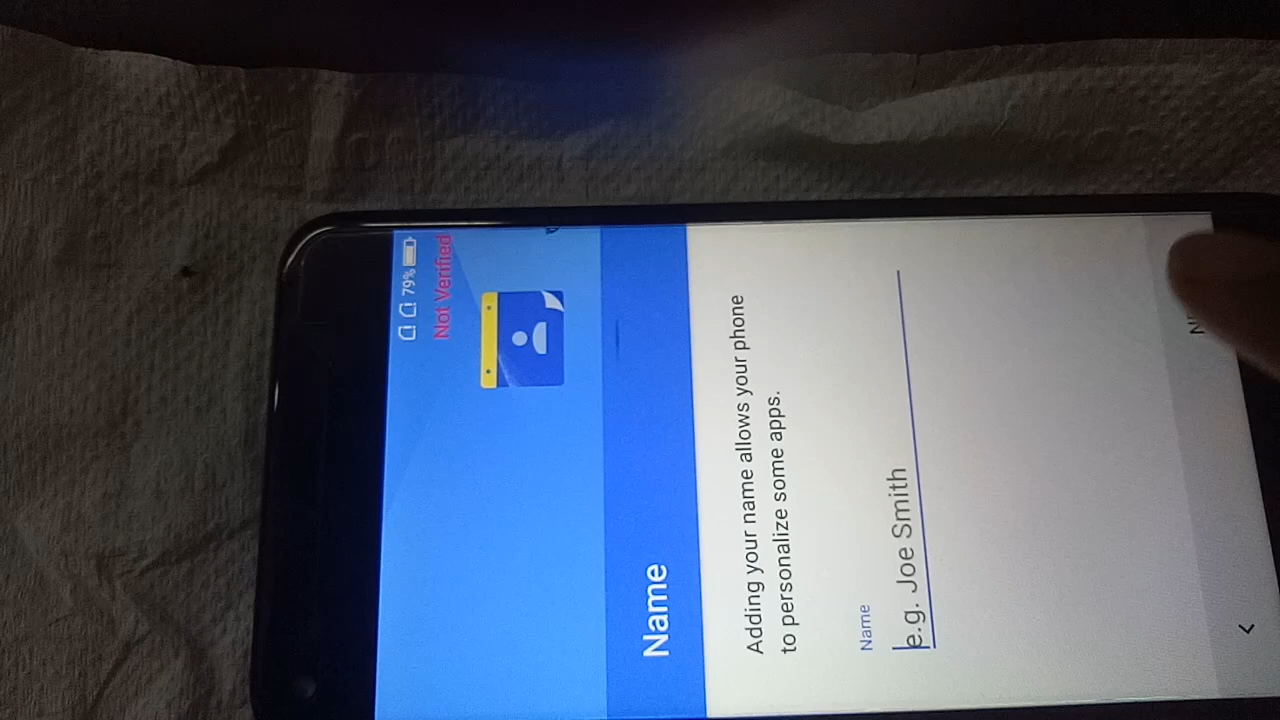 79%
Not Verified
Name
Adding your name allows your phone
to personalize some apps.
Name
e.g. Joe Smith